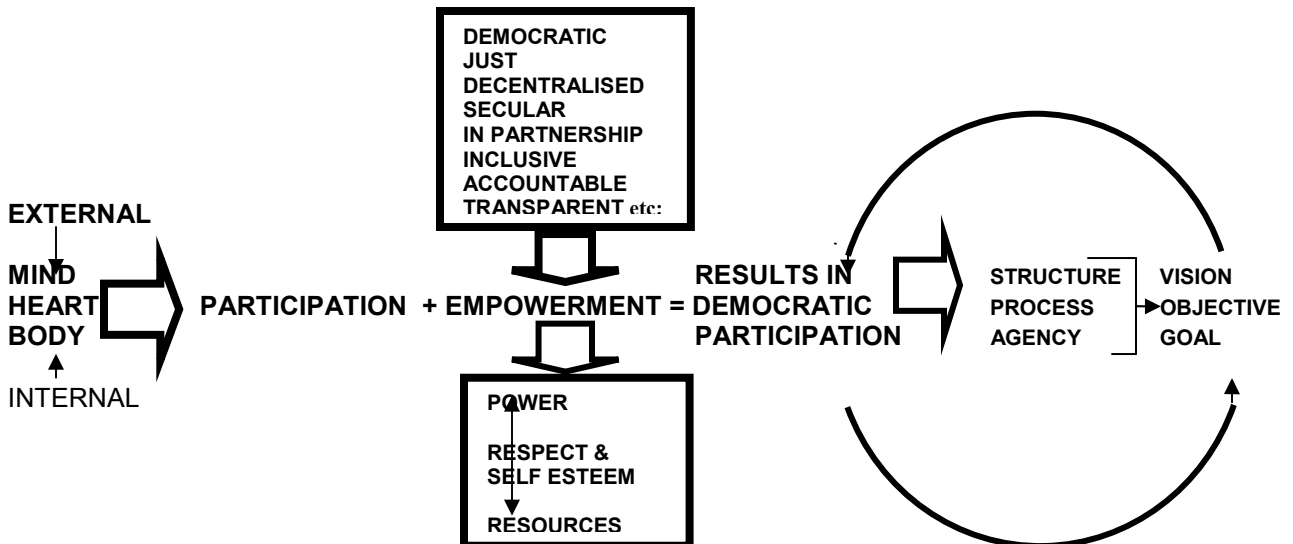 DEMOCRATIC
JUST
DECENTRALISED
SECULAR
IN PARTNERSHIP
INCLUSIVE
ACCOUNTABLE
TRANSPARENT etc:
EXTERNAL
MIND
HEART
BODY
INTERNAL
PARTICIPATION + EMPOWERMENT =
RESULTS IN
DEMOCRATIC
PARTICIPATION
STRUCTURE
PROCESS
AGENCY
VISION
OBJECTIVE
GOAL
POWER
RESPECT &
SELF ESTEEM
RESOURCES